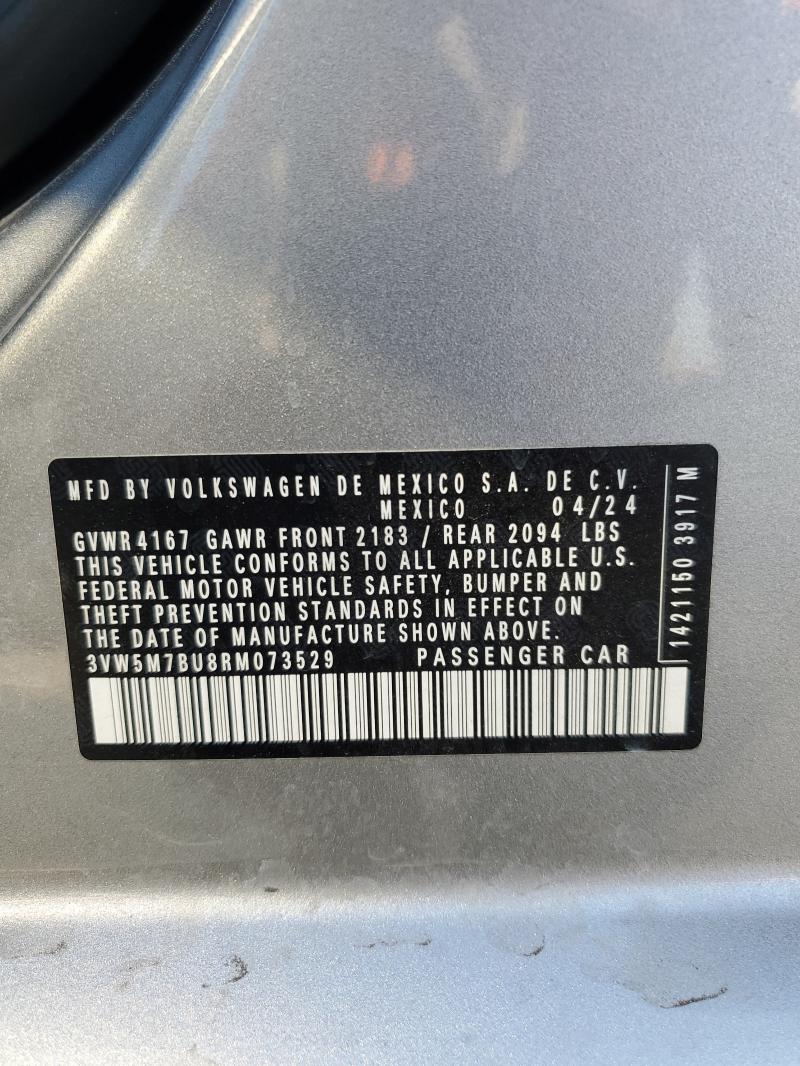 MFD BY VOLKSWAGEN DE MEXICO S.A. DE C.V.
MEXICO 04/24
GVWR 4167 GAWR FRONT 2183 / REAR 2094 LBS
THIS VEHICLE CONFORMS TO ALL APPLICABLE U.S.
FEDERAL MOTOR VEHICLE SAFETY, BUMPER AND
THEFT PREVENTION STANDARDS IN EFFECT ON
THE DATE OF MANUFACTURE SHOWN ABOVE.
3VW5M7BU8RM073529 PASSENGER CAR
1421150 3917 M